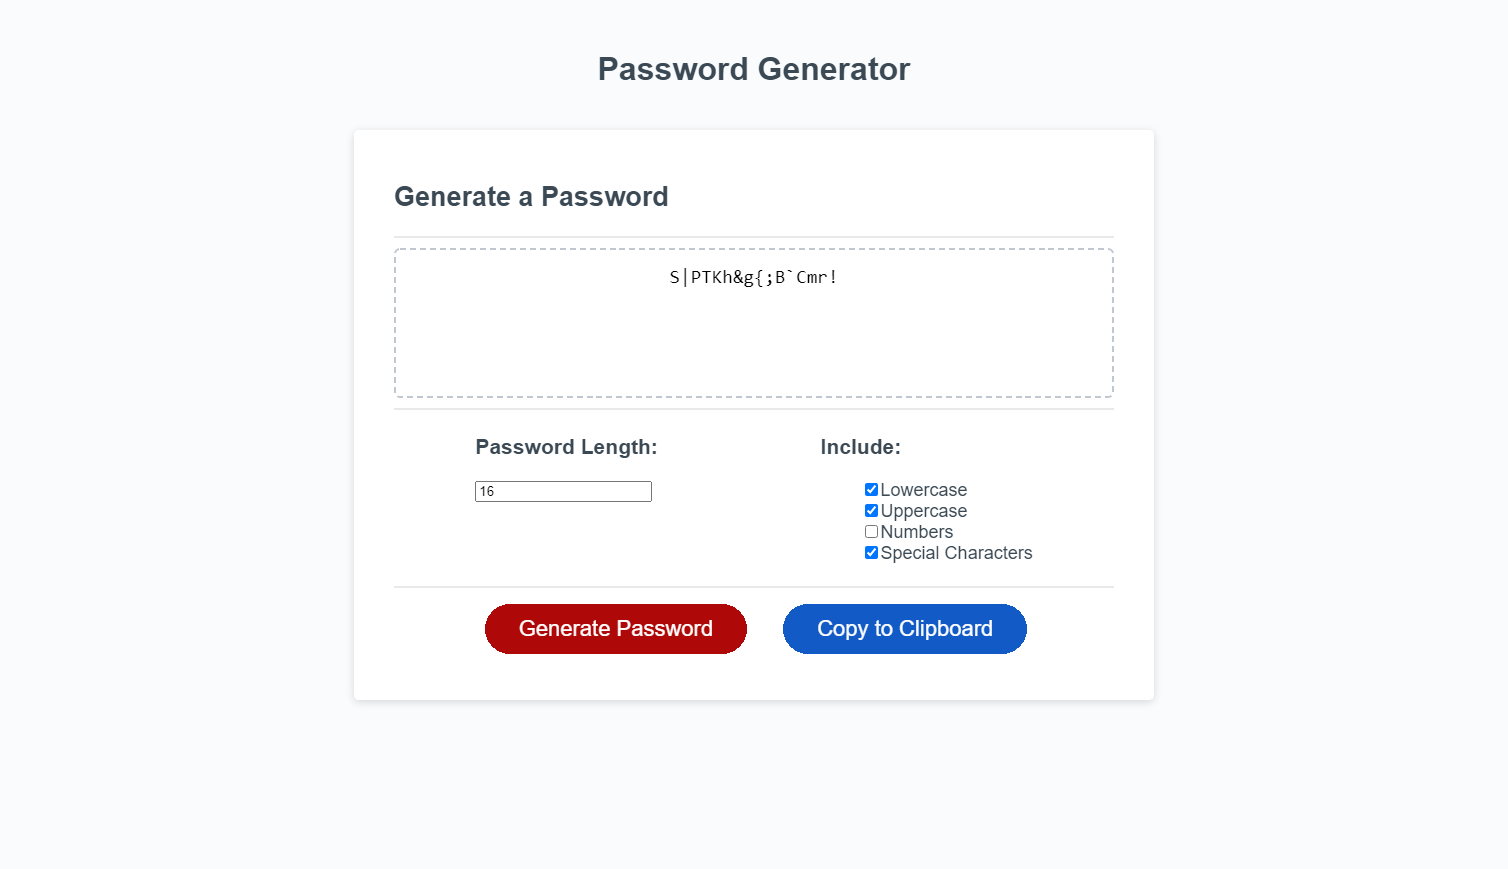 Password Generator
Generate a Password
S|PTKh&g{;B`Cmr!
Password Length:
16
Include:
Lowercase
Uppercase
Numbers
Special Characters
Generate Password
Copy to Clipboard